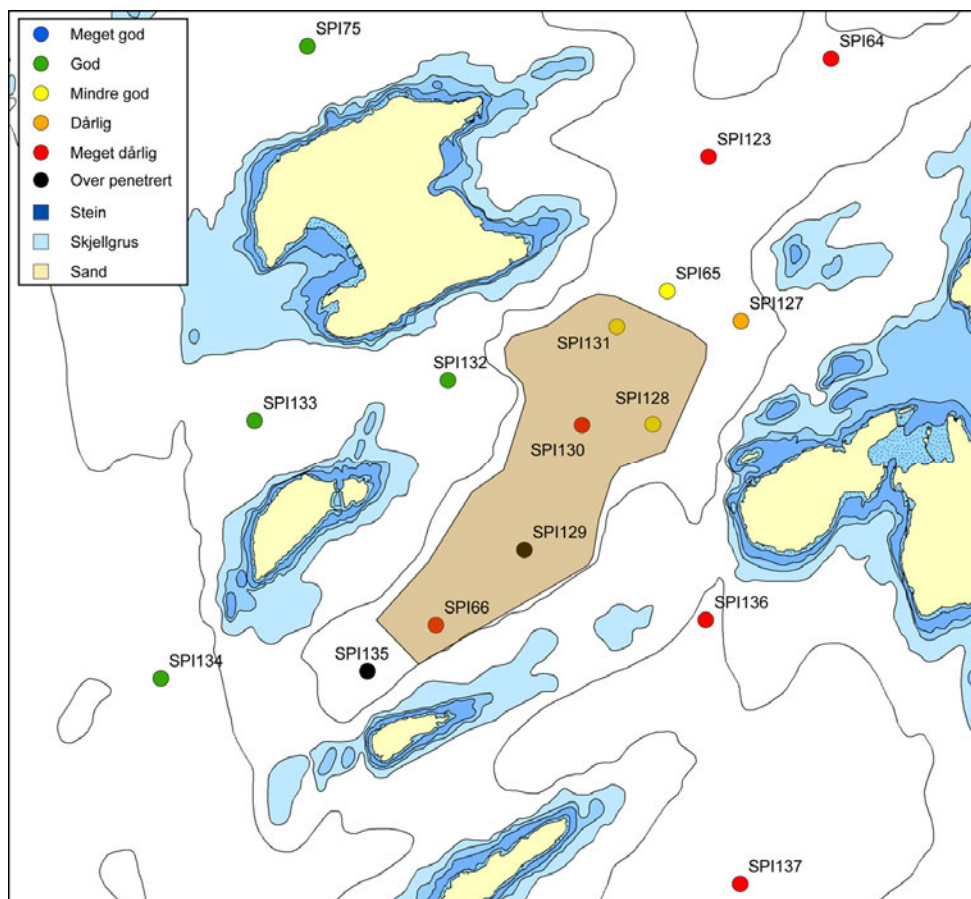 Meget god
God
Mindre god
Dårlig
Meget dårlig
Over penetrert
Stein
Skjellgrus
Sand
SPI75
SPI64
SPI123
SPI65
SPI127
SPI131
SPI132
SPI133
SPI128
SPI130
SPI129
SPI66
SPI136
SPI135
SPI134
SPI137